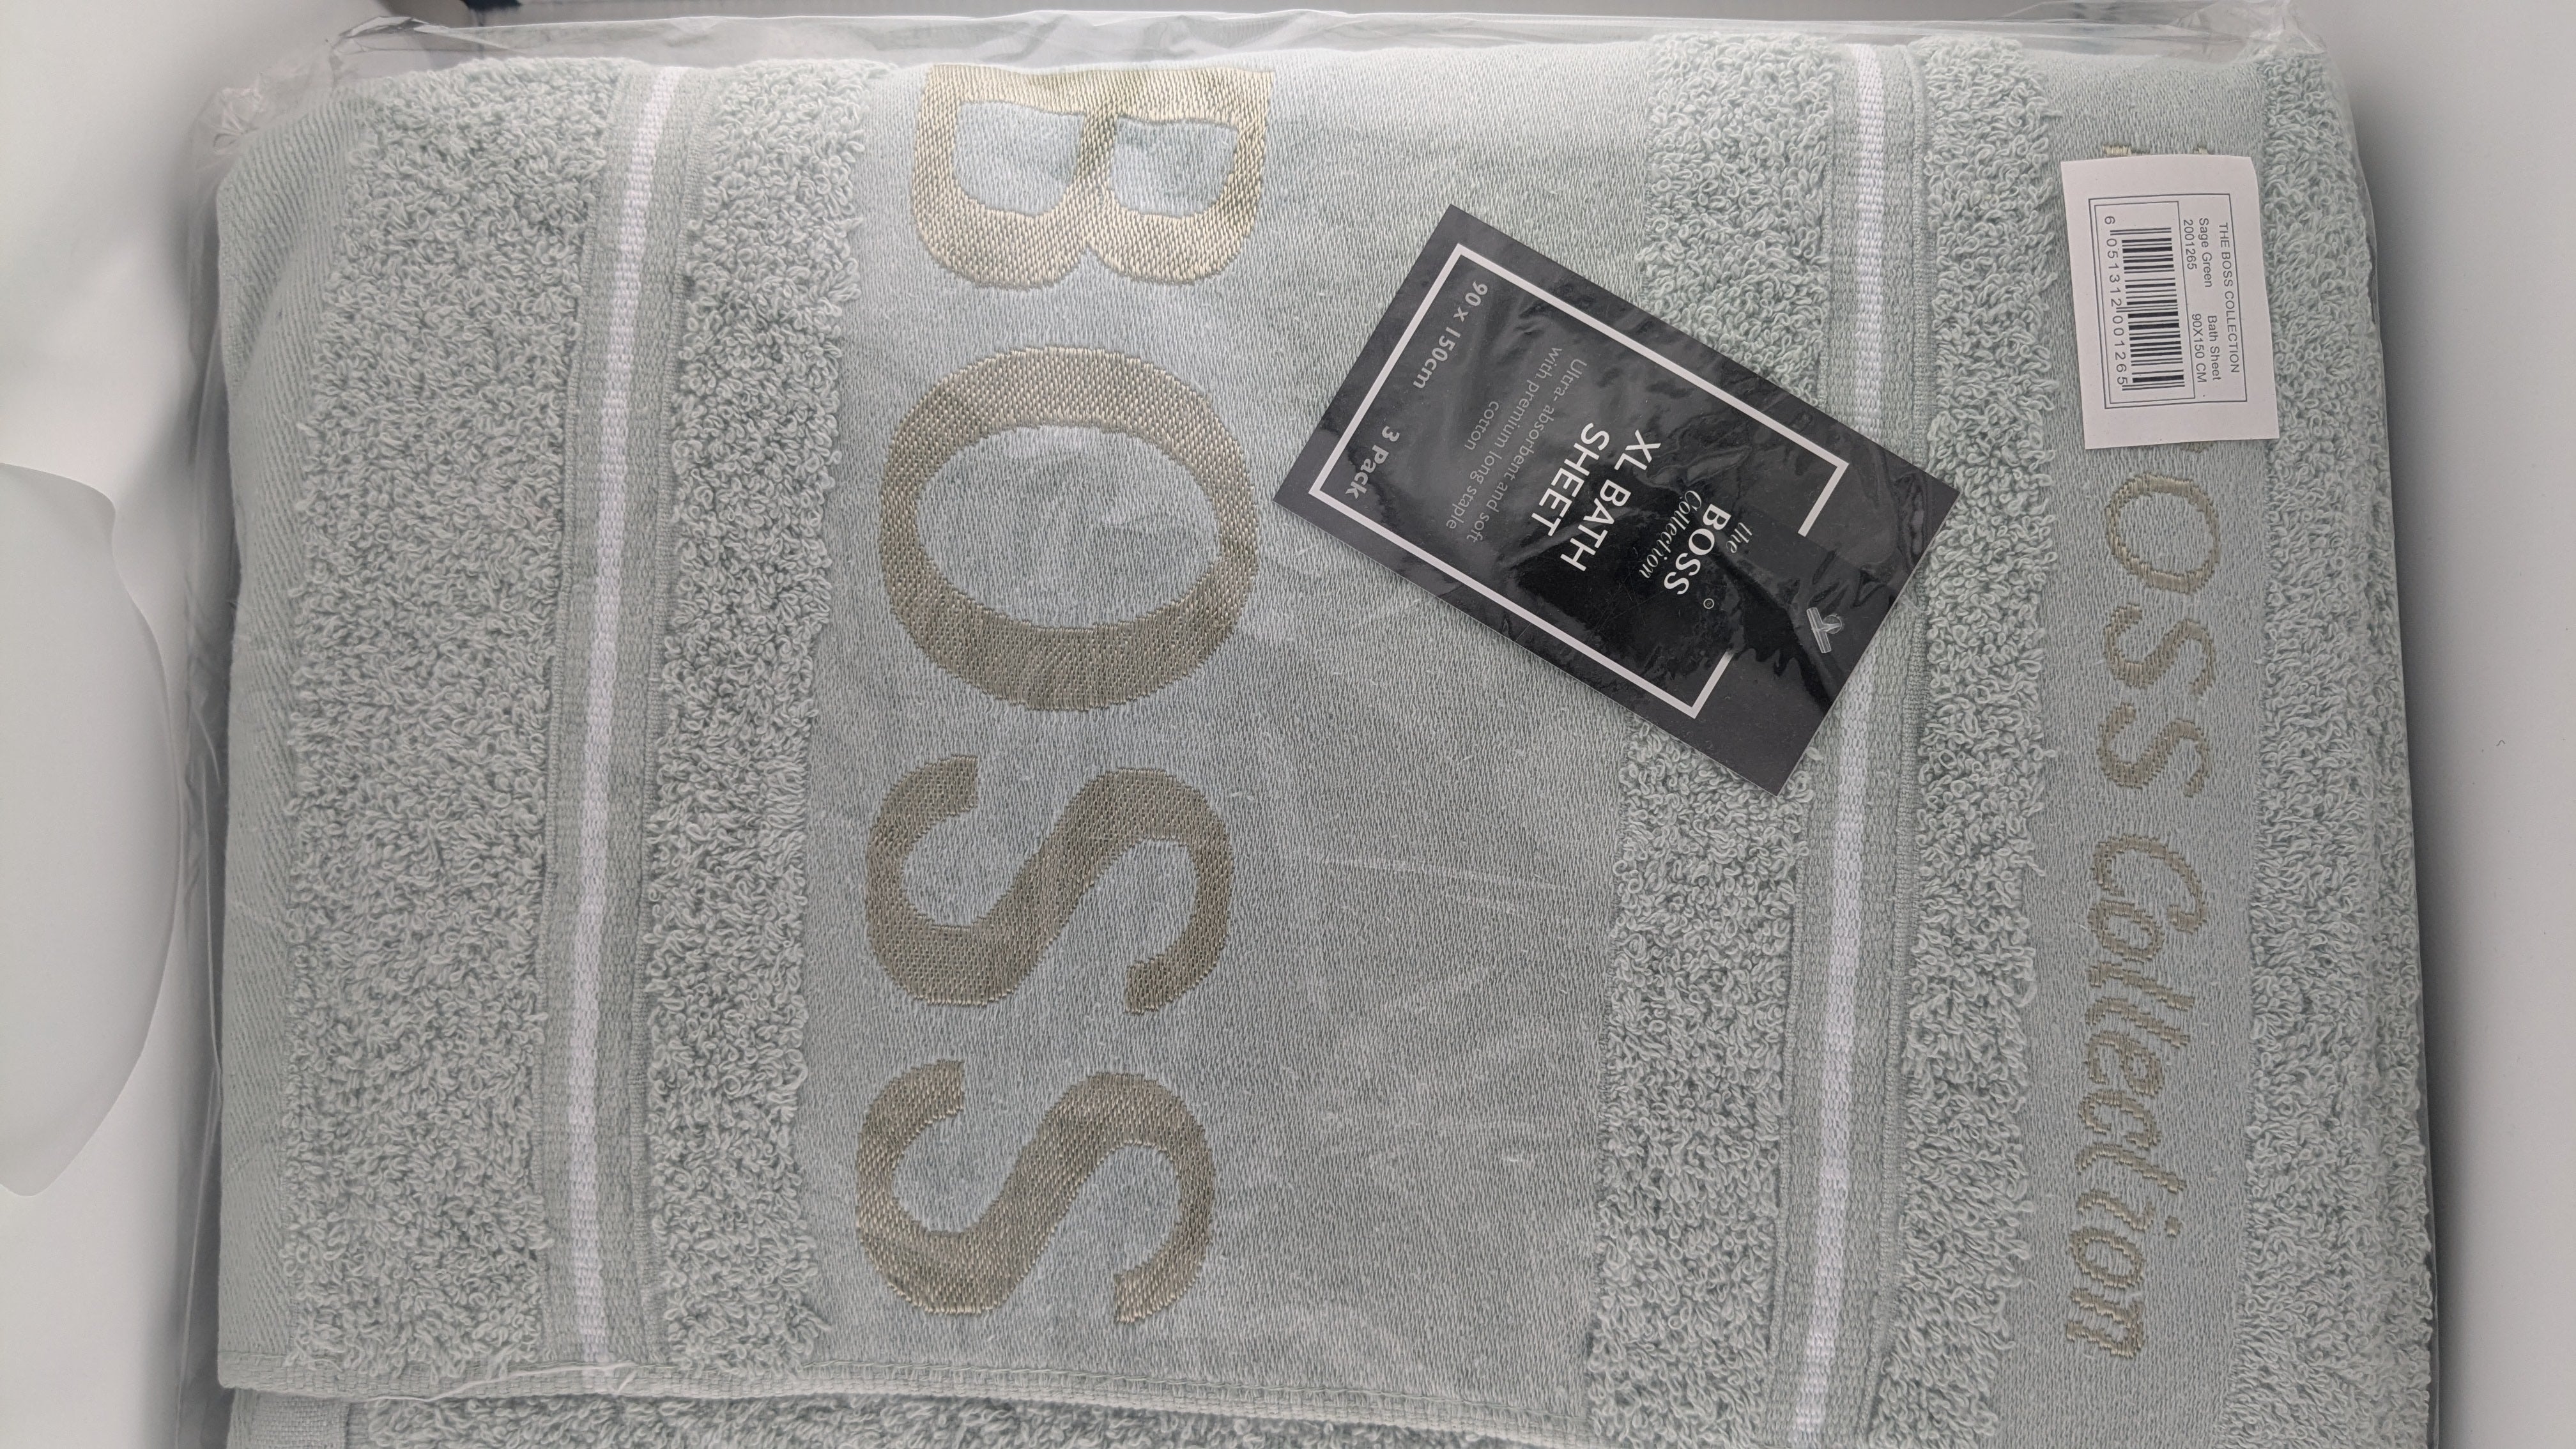 BOSS
the
BOSS
Collection
XL BATH
SHEET
Ultra- absorbent and soft
with premium long staple
cotton
90 x 150cm
3 Pack
THE BOSS COLLECTION
Sage Green Bath Sheet
2001265 90X150 CM
6 051312 001265
OSS Collection